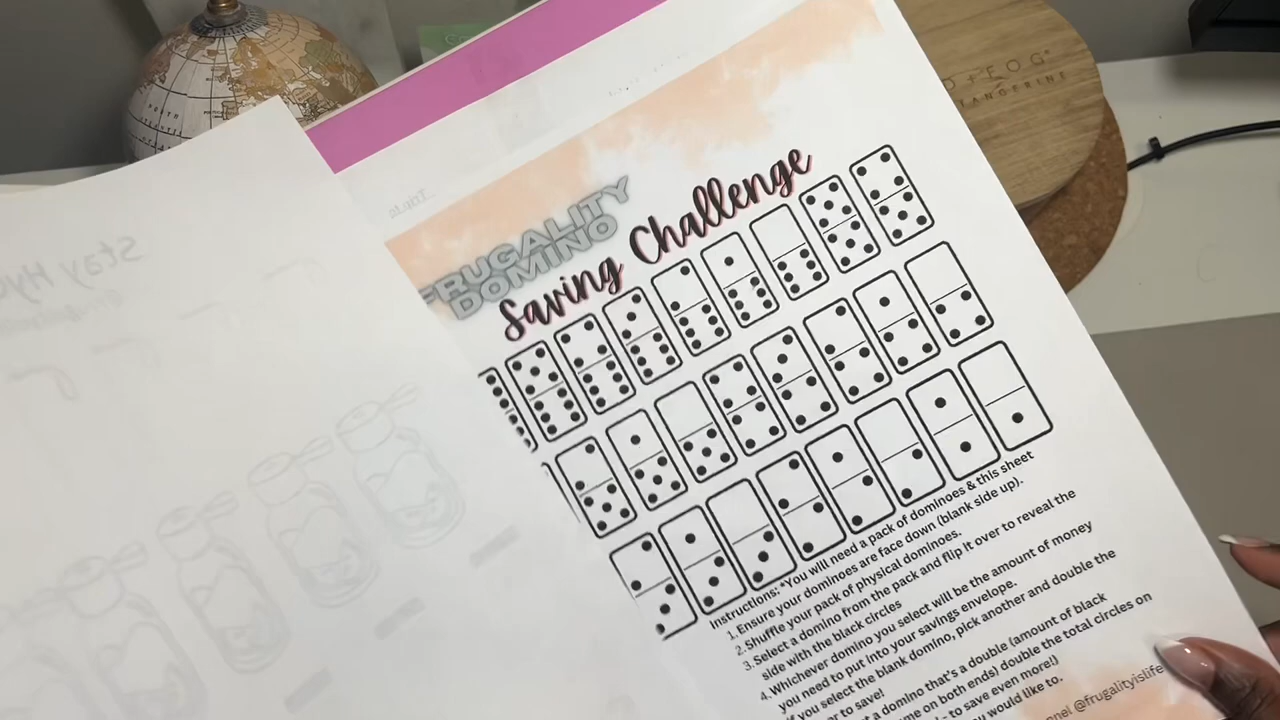 FRUGALITY
DOMINO
Saving Challenge
Stay Hy
D+EOG
TANGERINE
Instructions: *You will need a pack of dominoes & this sheet
1. Ensure your dominoes are face down (blank side up).
2. Shuffle your pack of physical dominoes.
3. Select a domino from the pack and flip it over to reveal the
side with the black circles
4. Whichever domino you select will be the amount of money
you need to put into your savings envelope.
If you select the blank domino, pick another and double the
to save!
a domino that's a double (amount of black
on both ends) double the total circles on
to save even more!)
you would like to.
@frugalityislife